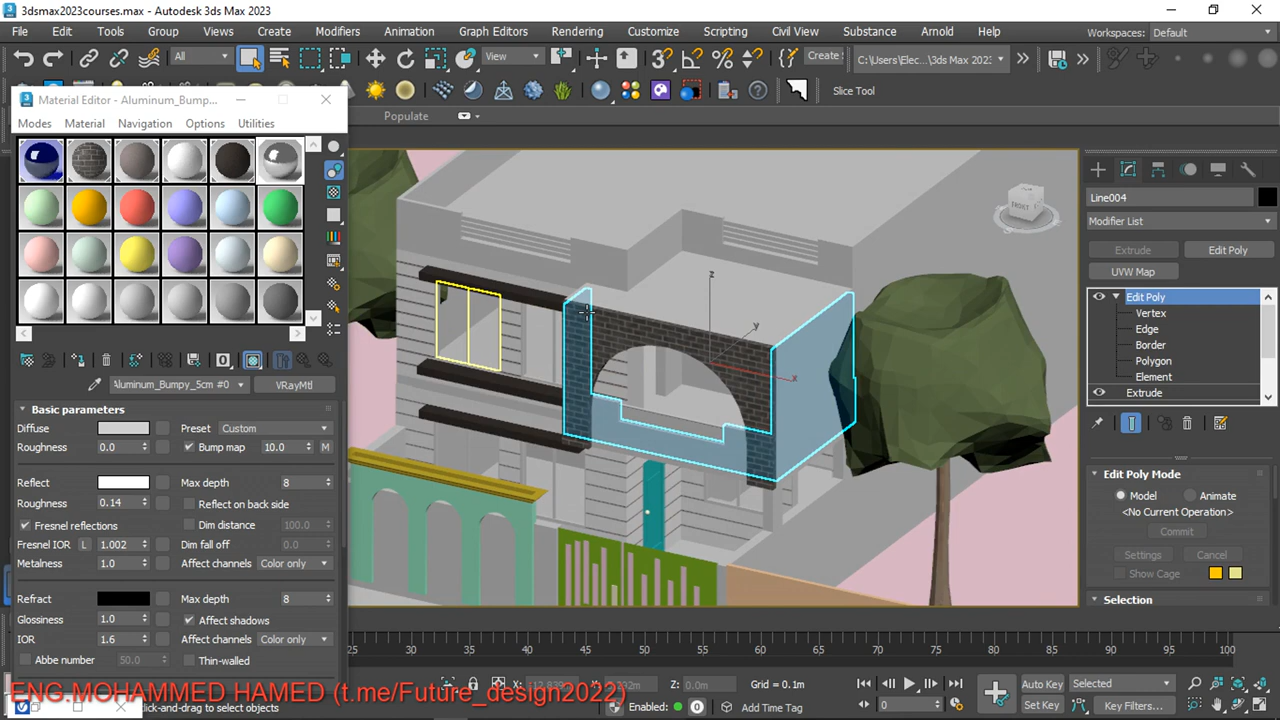 3dsmax2023courses.max - Autodesk 3ds Max 2023
File Edit Tools Group Views Create Modifiers Animation Graph Editors Rendering Customize Scripting Civil View Substance Arnold Help Workspaces: Default
All View Create C:\Users\Elec...\3ds Max 2023
Slice Tool
Populate
Material Editor - Aluminum_Bump...
Modes Material Navigation Options Utilities
Aluminum_Bumpy_5cm #0 VRayMtl
Basic parameters
Diffuse Preset Custom
Roughness 0.0 Bump map 10.0 M
Reflect Max depth 8
Roughness 0.14 Reflect on back side
Fresnel reflections Dim distance 100.0
Fresnel IOR L 1.002 Dim fall off 0.0
Metalness 1.0 Affect channels Color only
Refract Max depth 8
Glossiness 1.0 Affect shadows
IOR 1.6 Affect channels Color only
Abbe number 50.0 Thin-walled
FRONT
z
y
x
Line004
Modifier List
Extrude Edit Poly
UVW Map
Edit Poly
Vertex
Edge
Border
Polygon
Element
Extrude
Edit Poly Mode
Model Animate
<No Current Operation>
Commit
Settings Cancel
Show Cage
Selection
35 40 45 50 55 60 65 70 75 80 85 90 95 100
ENG.MOHAMMED HAMED (t.me/Future_design2022)
Z: 0.0m Grid = 0.1m Auto Key Selected
click-and-drag to select objects Enabled: 0 Add Time Tag 0 Set Key Key Filters...